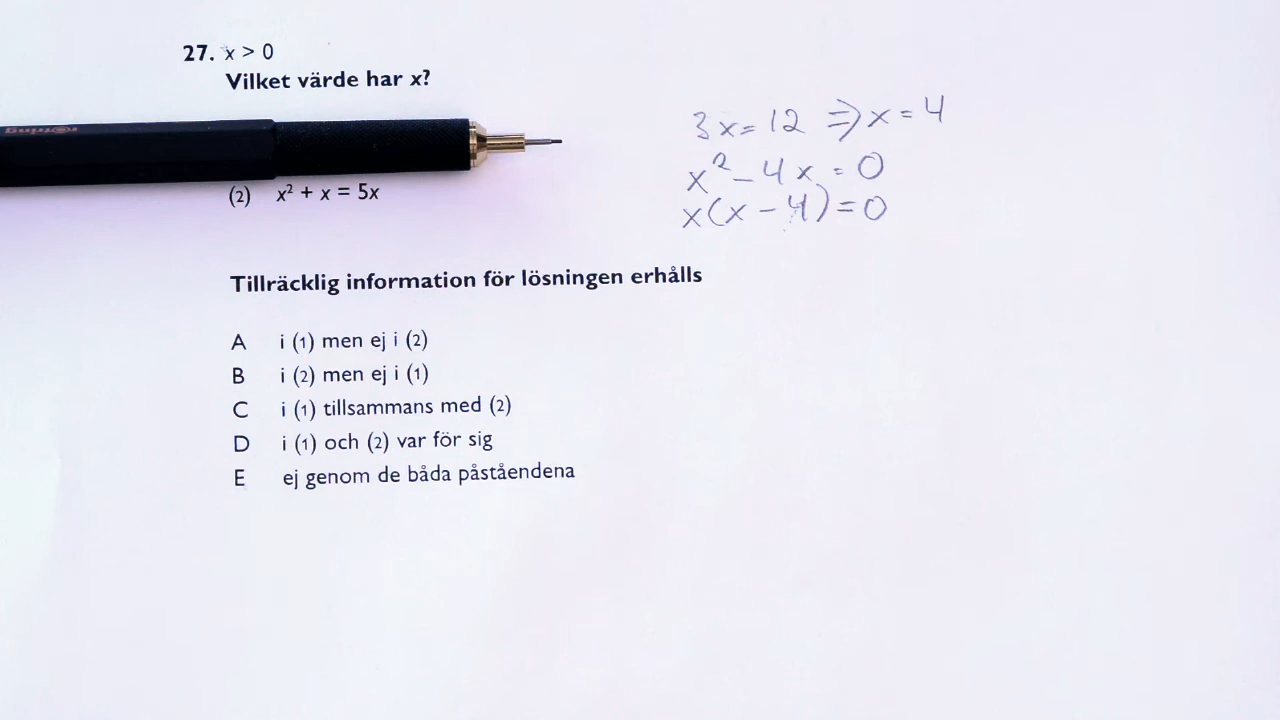 27. x > 0
Vilket värde har x?
rotring
(2) x² + x = 5x
3x = 12 ⇒ x = 4
x² - 4x = 0
x(x - 4) = 0
Tillräcklig information för lösningen erhålls
A i (1) men ej i (2)
B i (2) men ej i (1)
C i (1) tillsammans med (2)
D i (1) och (2) var för sig
E ej genom de båda påståendena